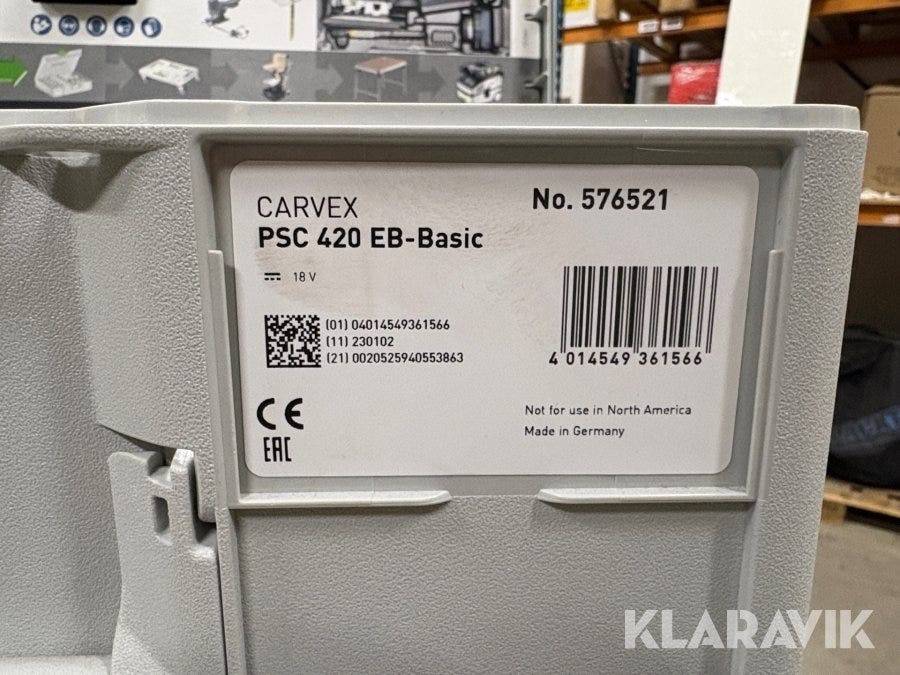 CARVEX
PSC 420 EB-Basic
No. 576521
18 V
(01) 04014549361566
(11) 230102
(21) 0020525940553863
4 014549 361566
CE
EAC
Not for use in North America
Made in Germany
KLARAVIK